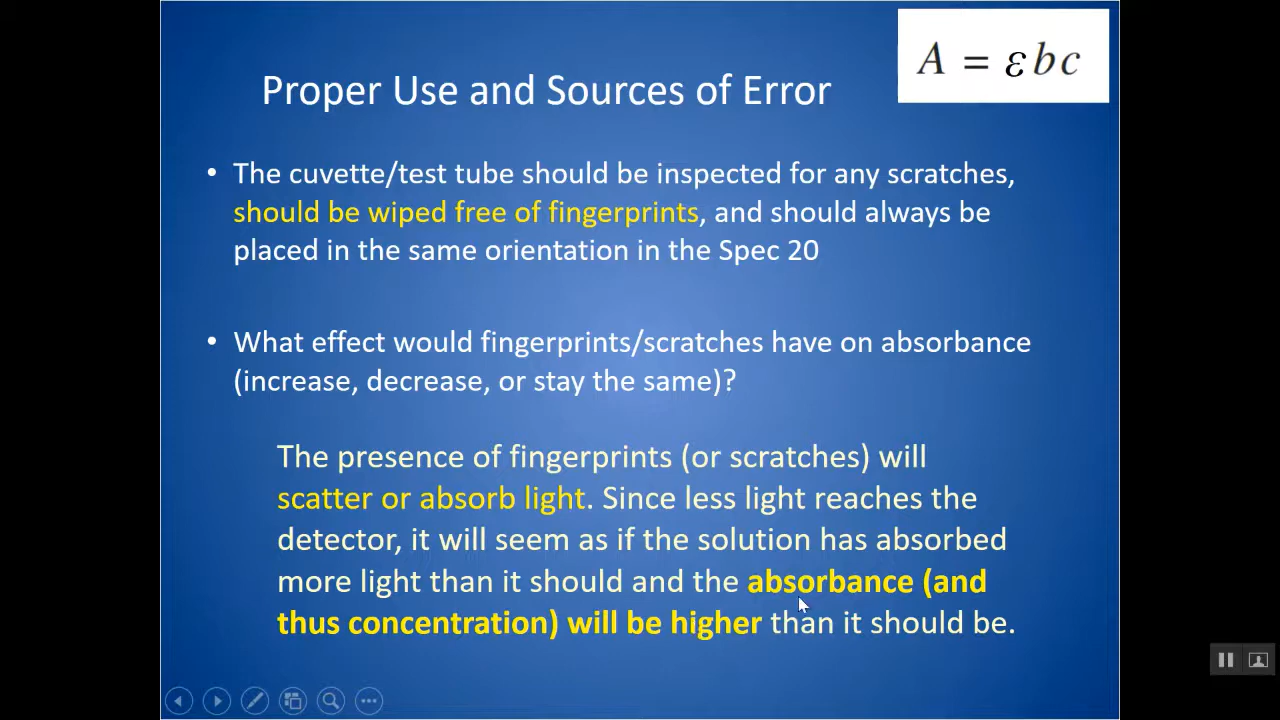 A = εbc
Proper Use and Sources of Error
• The cuvette/test tube should be inspected for any scratches,
should be wiped free of fingerprints, and should always be
placed in the same orientation in the Spec 20
• What effect would fingerprints/scratches have on absorbance
(increase, decrease, or stay the same)?
The presence of fingerprints (or scratches) will
scatter or absorb light. Since less light reaches the
detector, it will seem as if the solution has absorbed
more light than it should and the absorbance (and
thus concentration) will be higher than it should be.